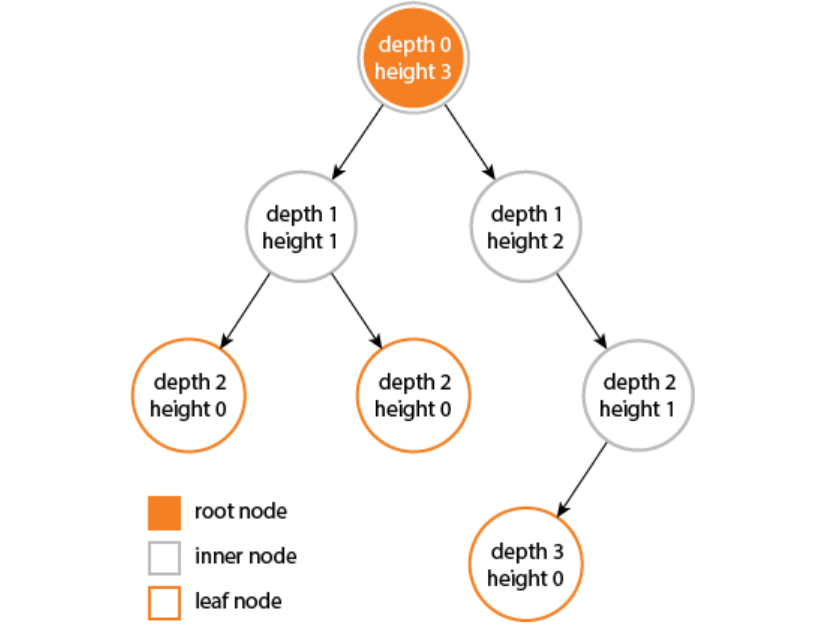 depth 0
height 3
depth 1
height 1
depth 1
height 2
depth 2
height 0
depth 2
height 0
depth 2
height 1
depth 3
height 0
root node
inner node
leaf node